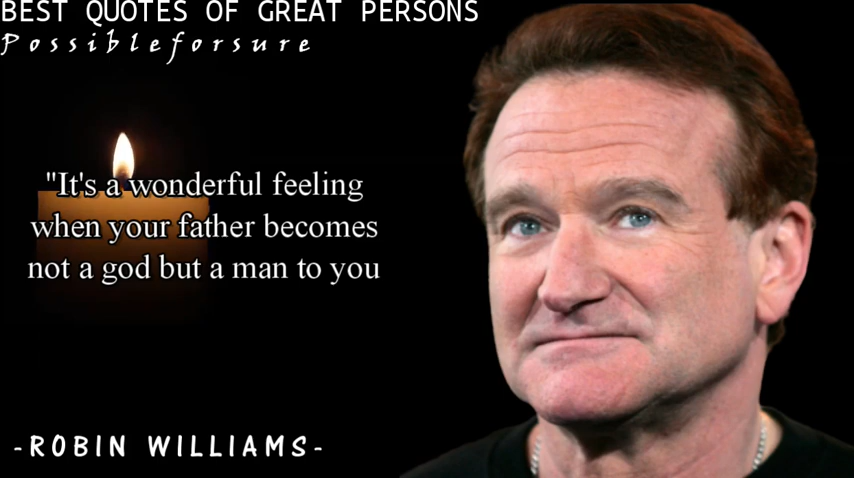 BEST QUOTES OF GREAT PERSONS
Possibleforsure
"It's a wonderful feeling
when your father becomes
not a god but a man to you
-ROBIN WILLIAMS-